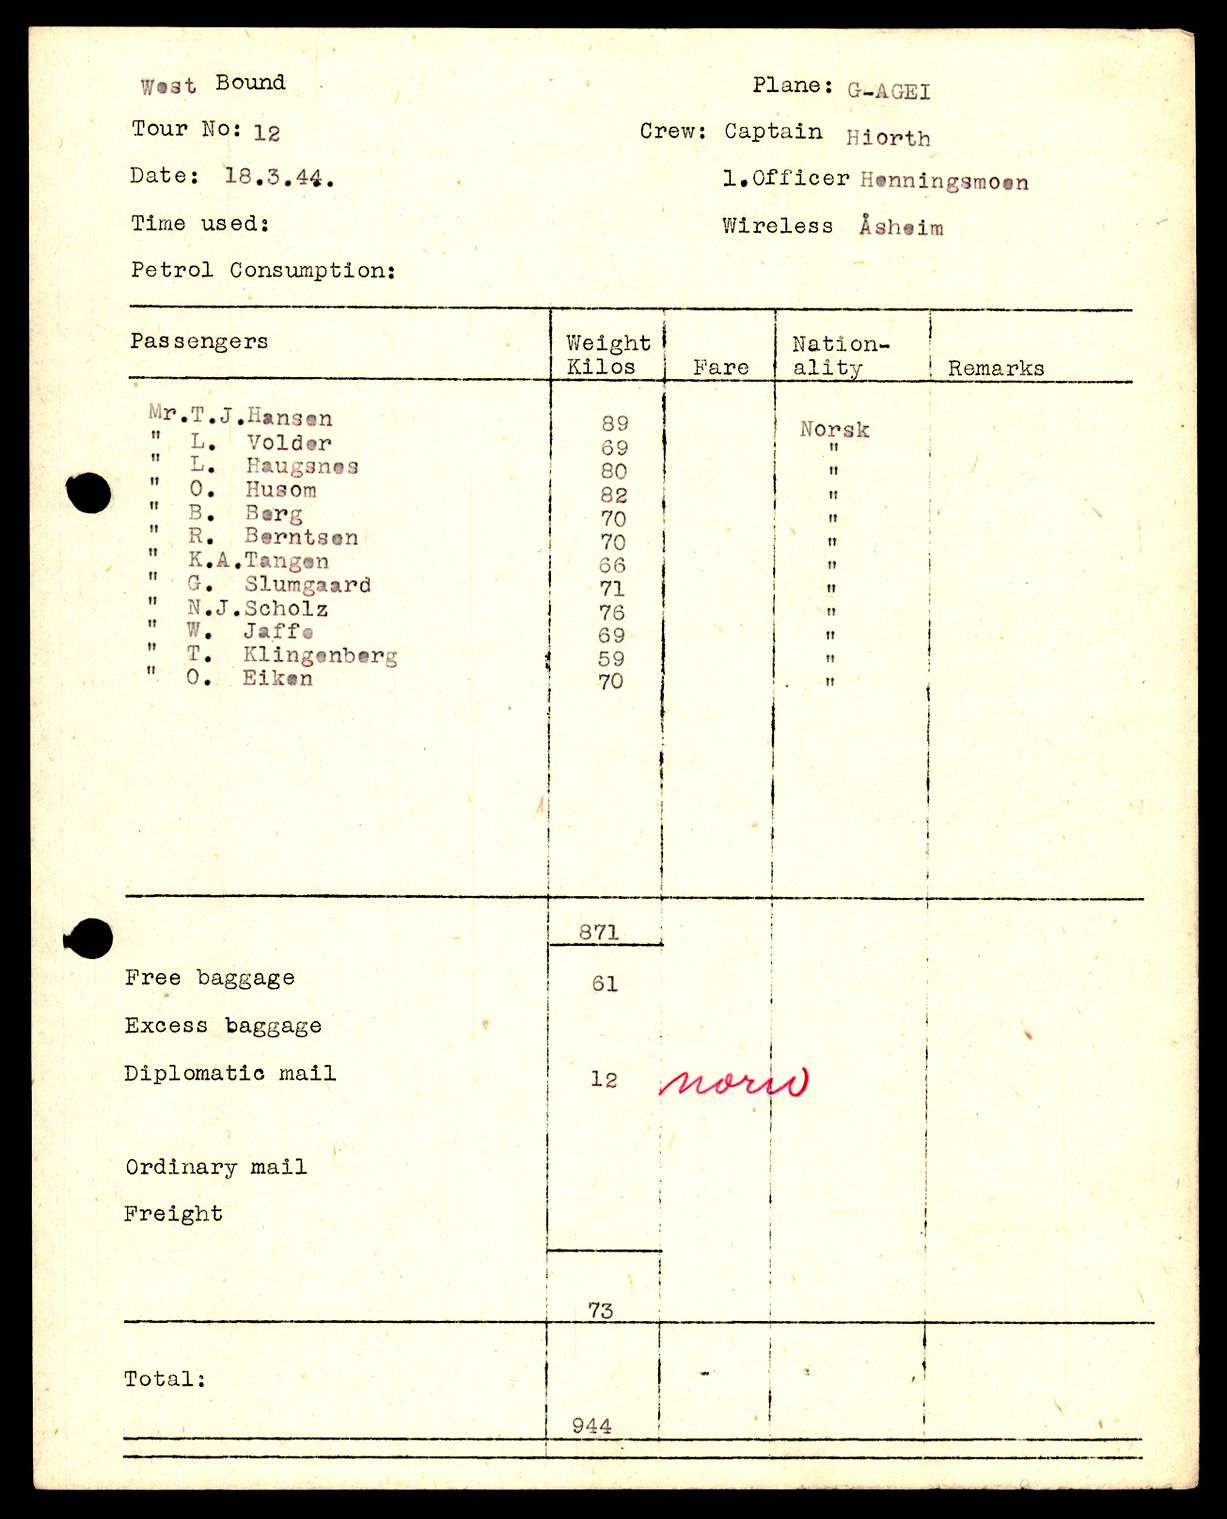 West Bound Plane: G-AGEI
Tour No: 12 Crew: Captain Hiorth
Date: 18.3.44. 1.Officer Henningsmoen
Time used: Wireless Åsheim
Petrol Consumption:
Passengers Weight Kilos Fare Nation-ality Remarks
Mr.T.J.Hansen 89 Norsk
" L. Volder 69 "
" L. Haugsnes 80 "
" O. Husom 82 "
" B. Berg 70 "
" R. Berntsen 70 "
" K.A.Tangen 66 "
" G. Slumgaard 71 "
" N.J.Scholz 76 "
" W. Jaffe 69 "
" T. Klingenberg 59 "
" O. Eiken 70 "
871
Free baggage 61
Excess baggage
Diplomatic mail 12 norw
Ordinary mail
Freight
73
Total:
944